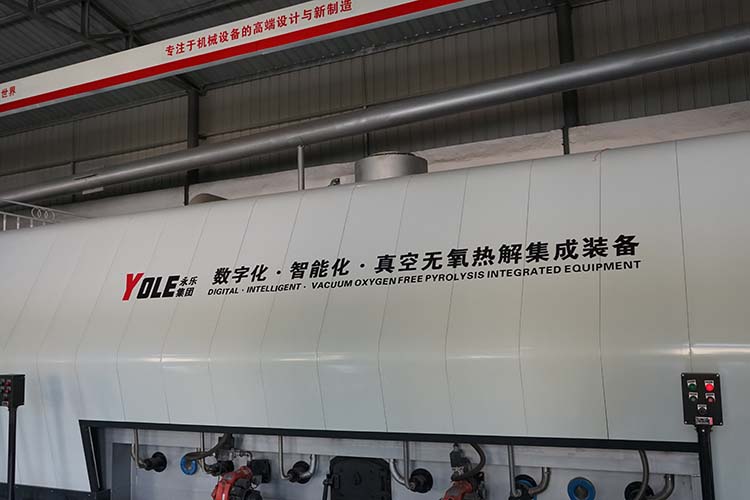 专注于机械设备的高端设计与新制造
世界
YOLE 永乐集团
数字化·智能化·真空无氧热解集成装备
DIGITAL · INTELLIGENT · VACUUM OXYGEN FREE PYROLYSIS INTEGRATED EQUIPMENT